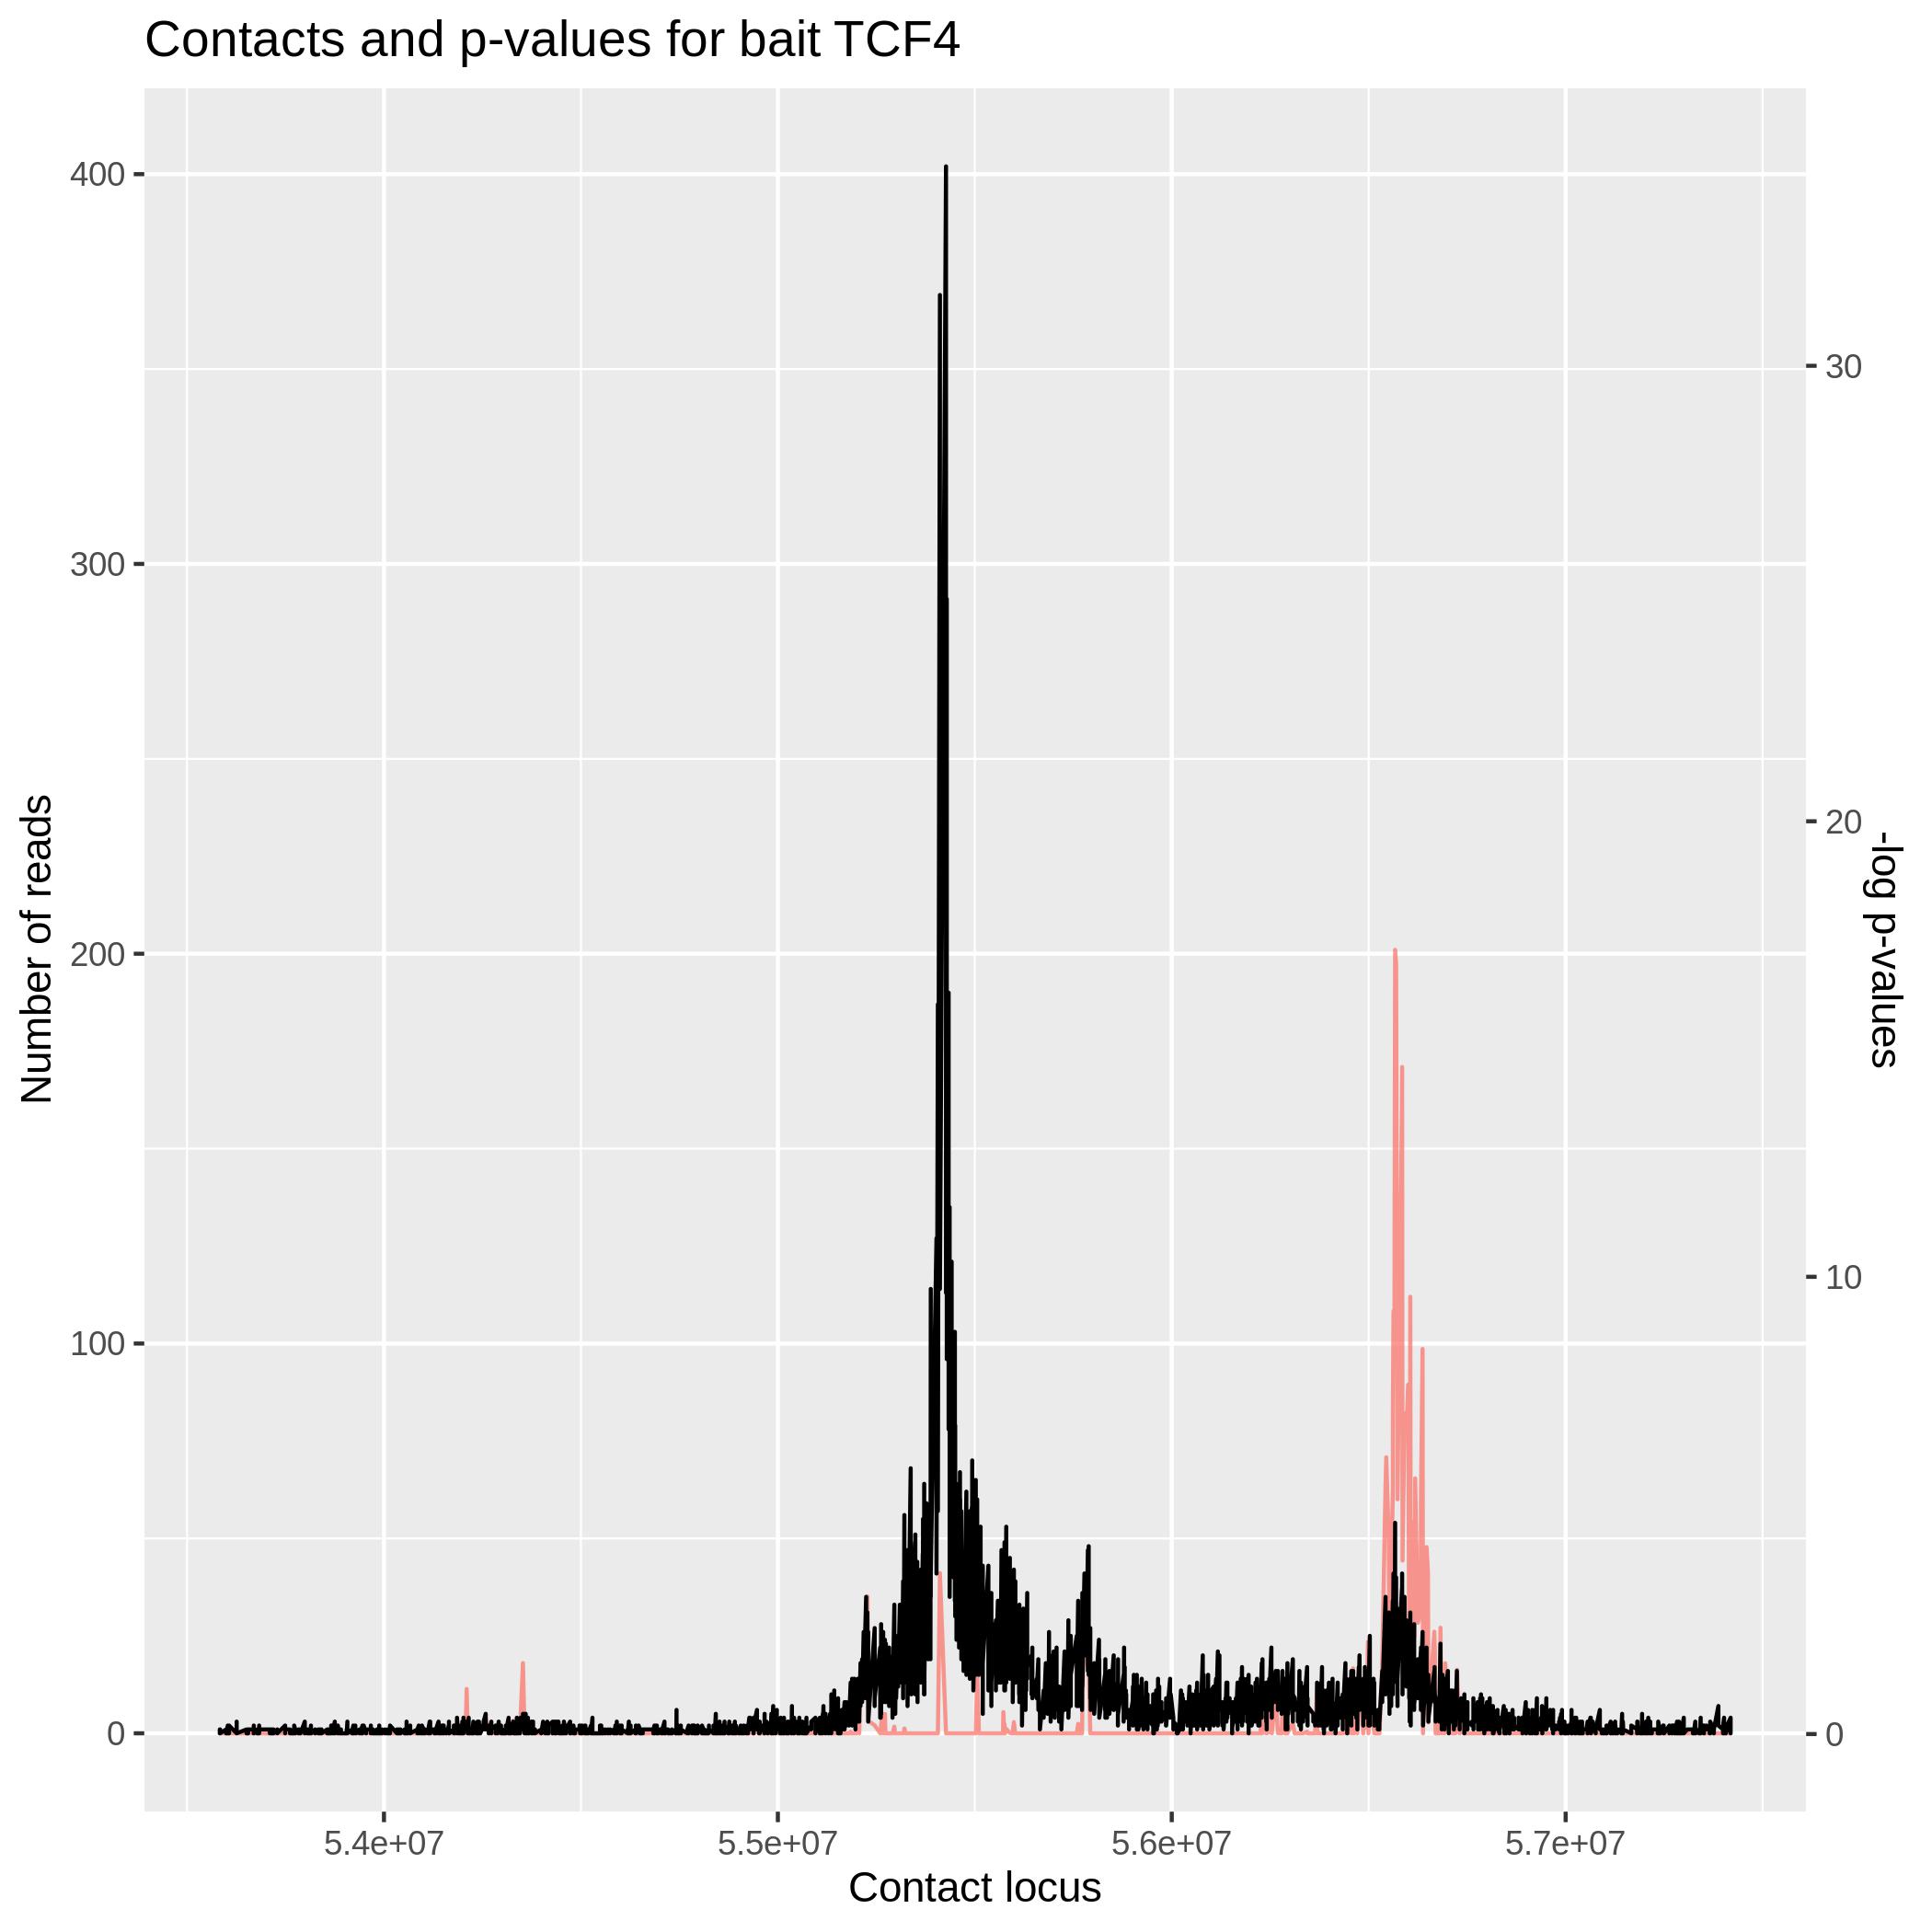 Contacts and p-values for bait TCF4
400
300
200
100
0
Number of reads
30
20
10
0
-log p-values
5.4e+07
5.5e+07
5.6e+07
5.7e+07
Contact locus